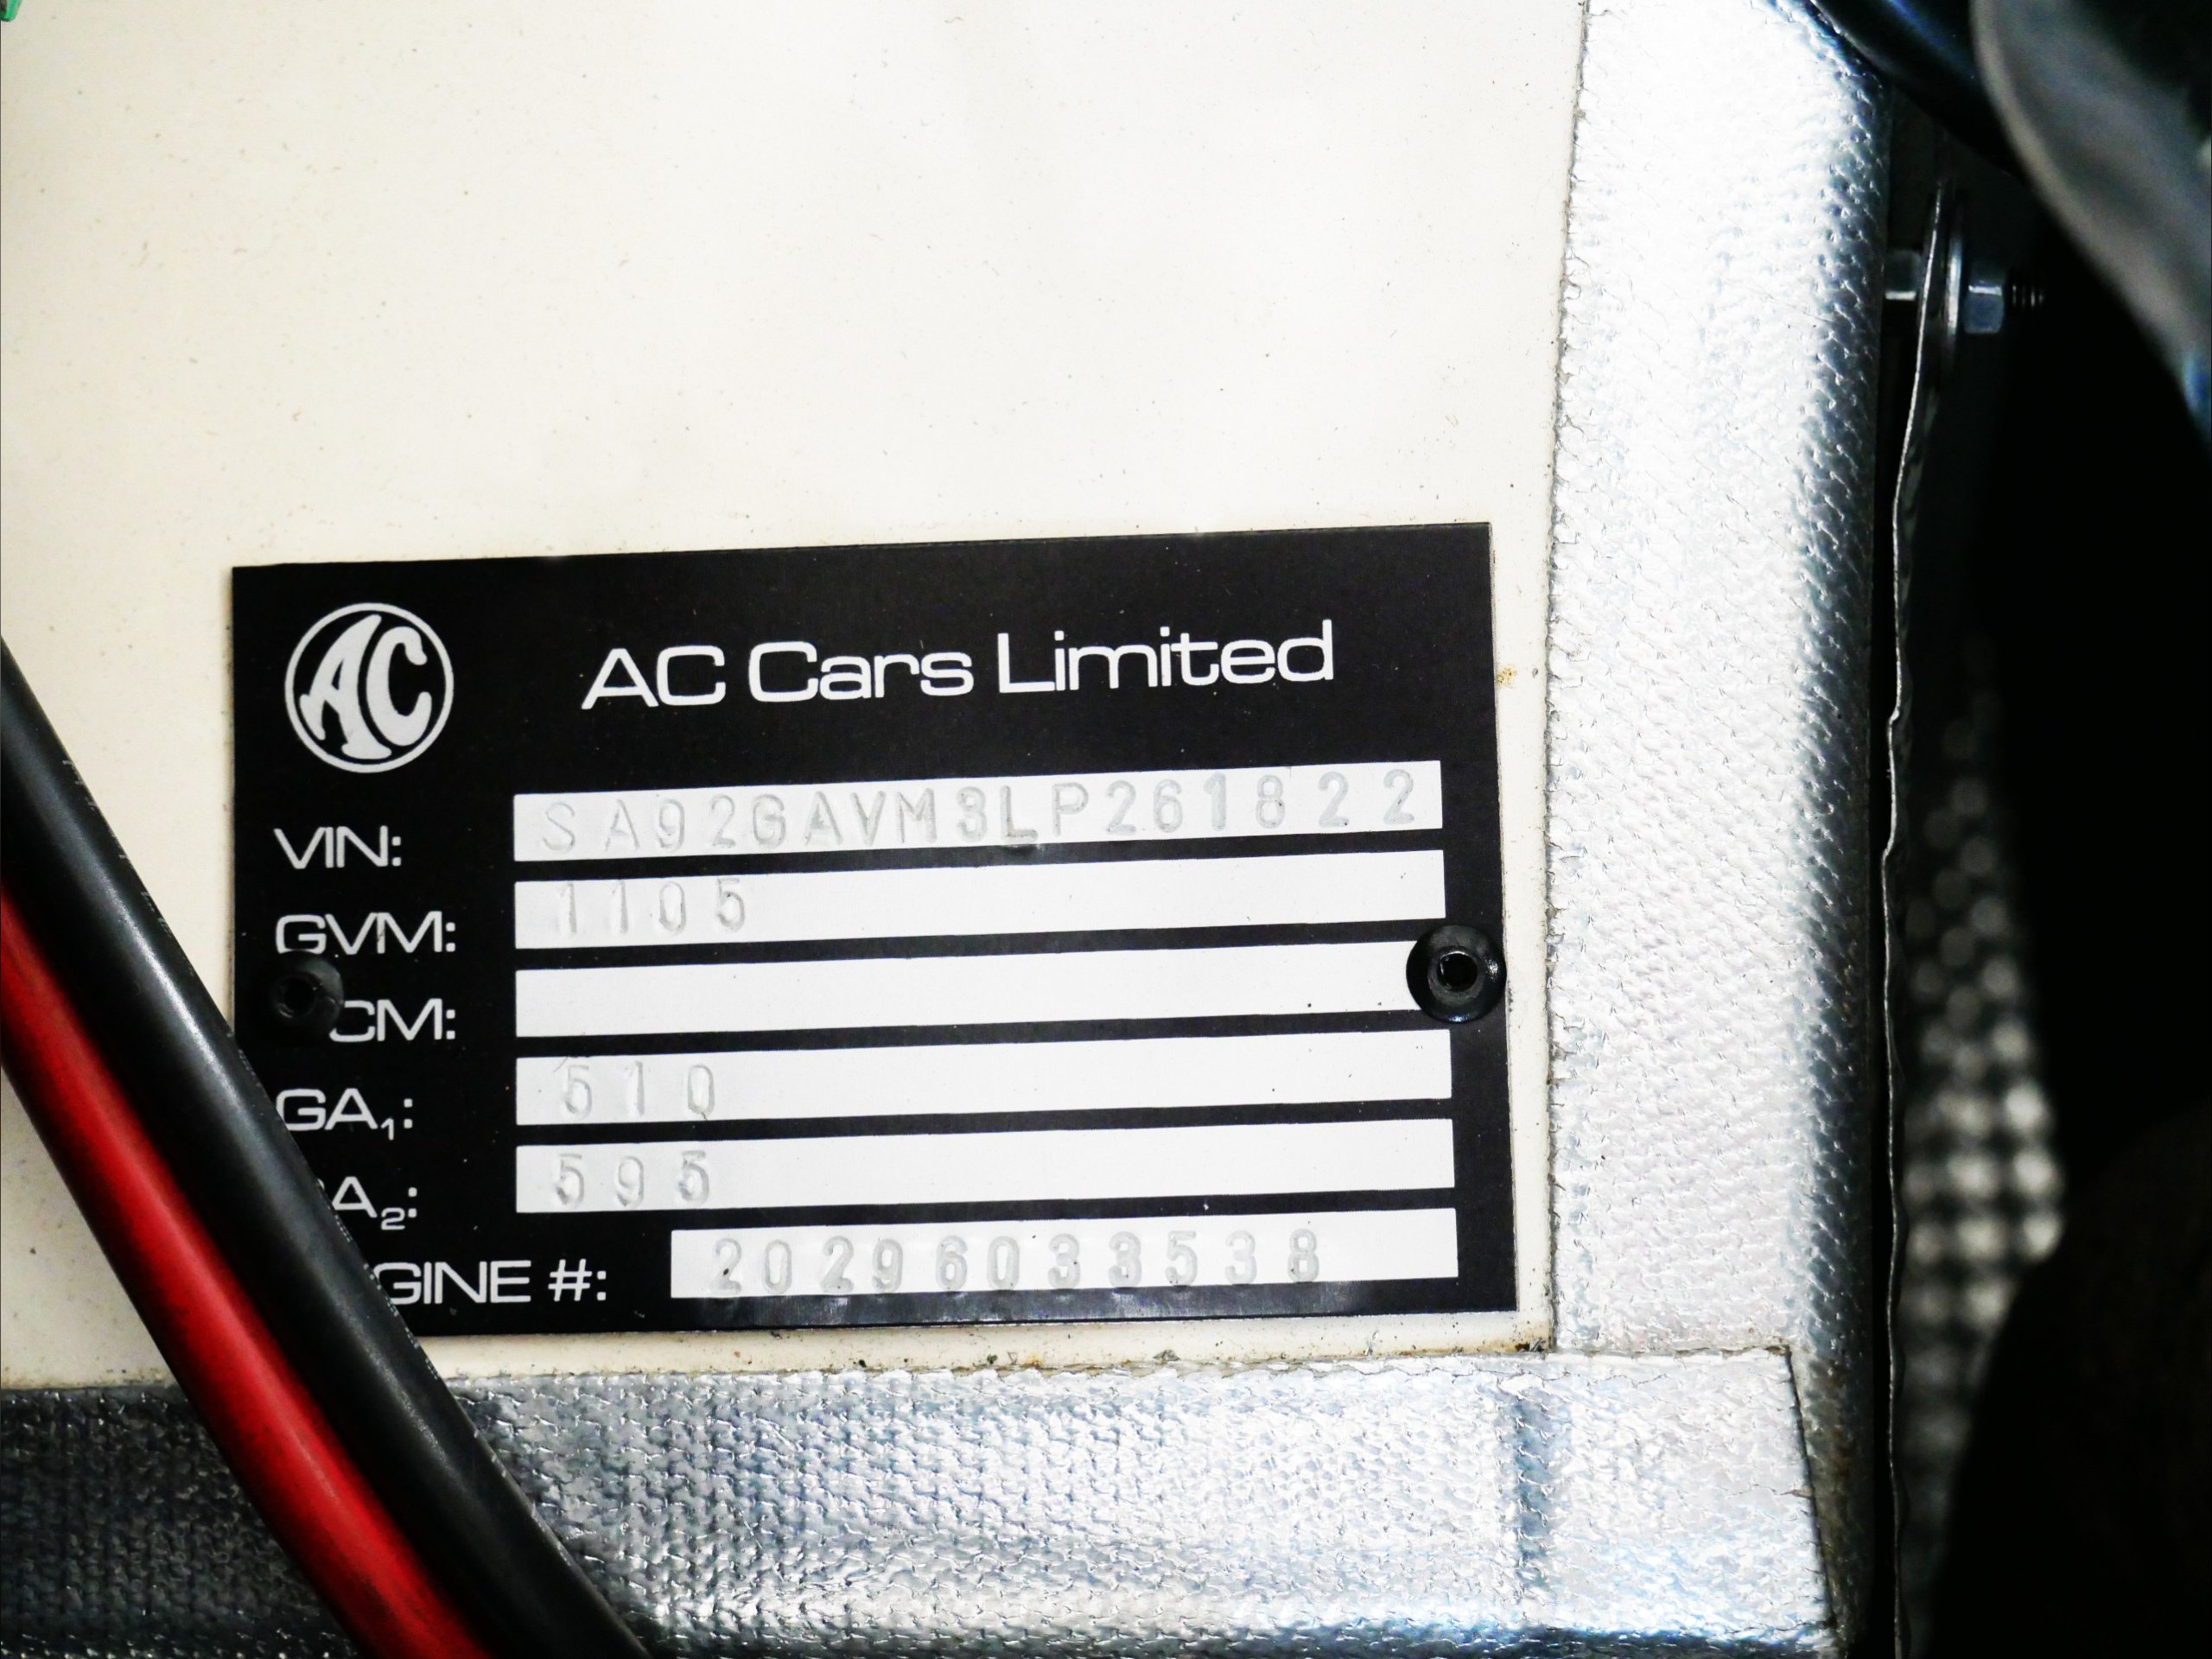 AC
AC Cars Limited
VIN: SA92GAVM3LP261822
GVM: 1105
CM:
GA1: 510
A2: 595
GINE #: 20296033538